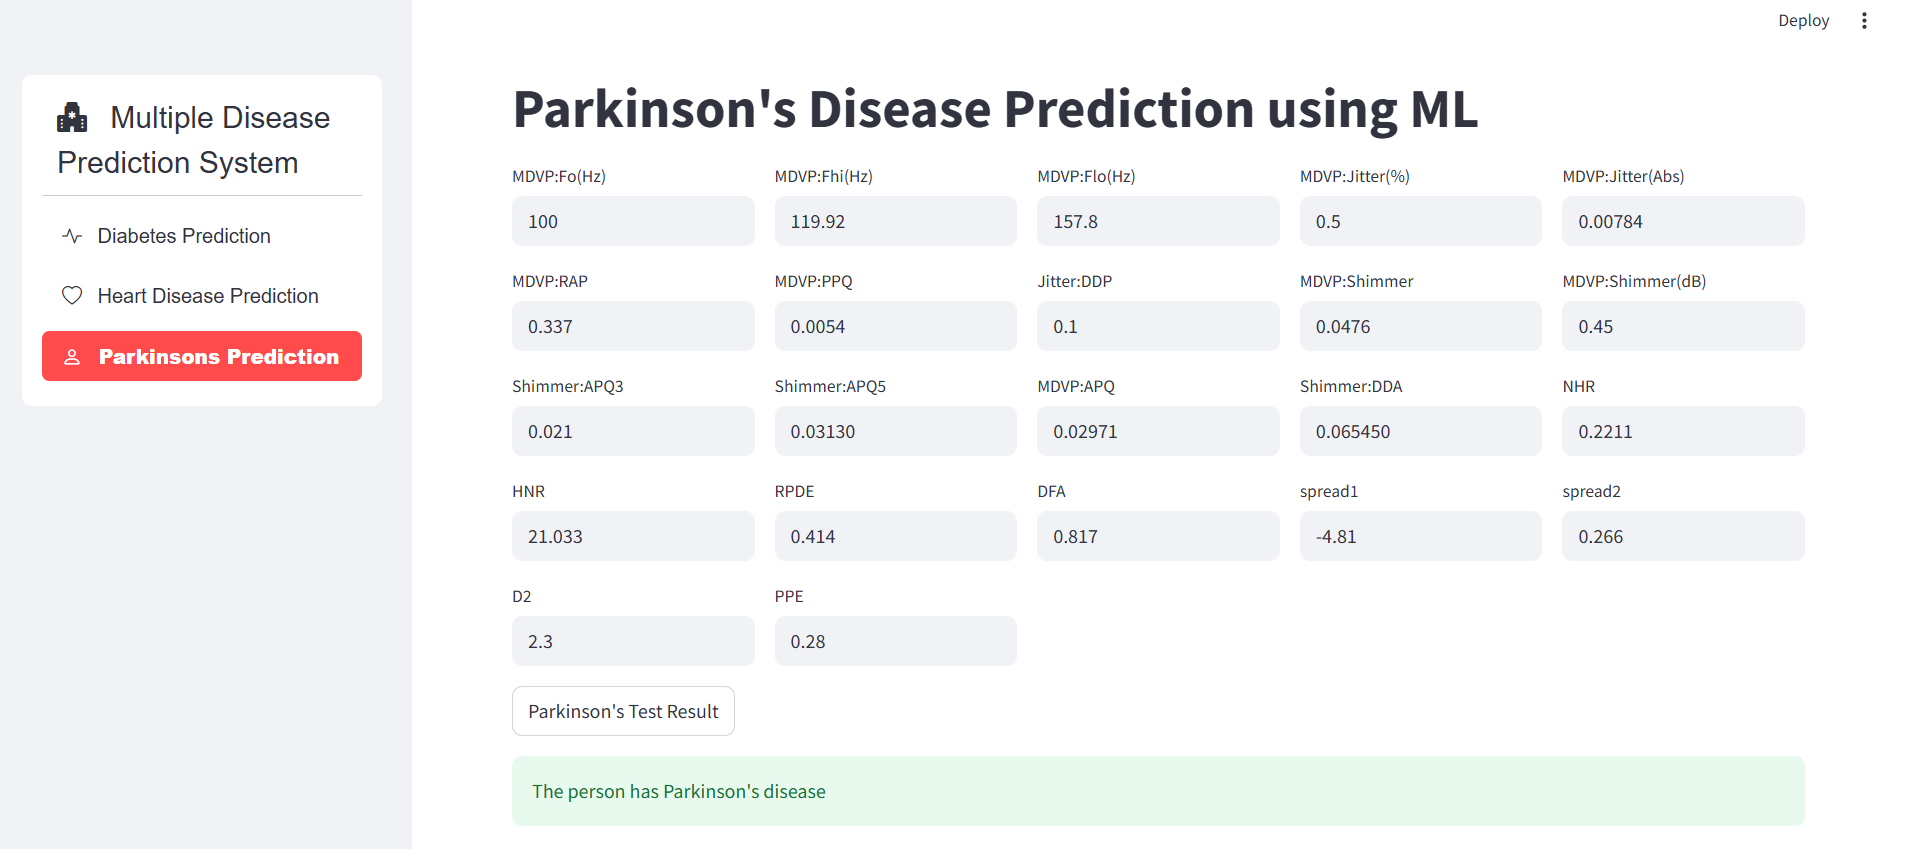 Deploy
Multiple Disease
Prediction System
Diabetes Prediction
Heart Disease Prediction
Parkinsons Prediction
Parkinson's Disease Prediction using ML
MDVP:Fo(Hz) MDVP:Fhi(Hz) MDVP:Flo(Hz) MDVP:Jitter(%) MDVP:Jitter(Abs)
100 119.92 157.8 0.5 0.00784
MDVP:RAP MDVP:PPQ Jitter:DDP MDVP:Shimmer MDVP:Shimmer(dB)
0.337 0.0054 0.1 0.0476 0.45
Shimmer:APQ3 Shimmer:APQ5 MDVP:APQ Shimmer:DDA NHR
0.021 0.03130 0.02971 0.065450 0.2211
HNR RPDE DFA spread1 spread2
21.033 0.414 0.817 -4.81 0.266
D2 PPE
2.3 0.28
Parkinson's Test Result
The person has Parkinson's disease